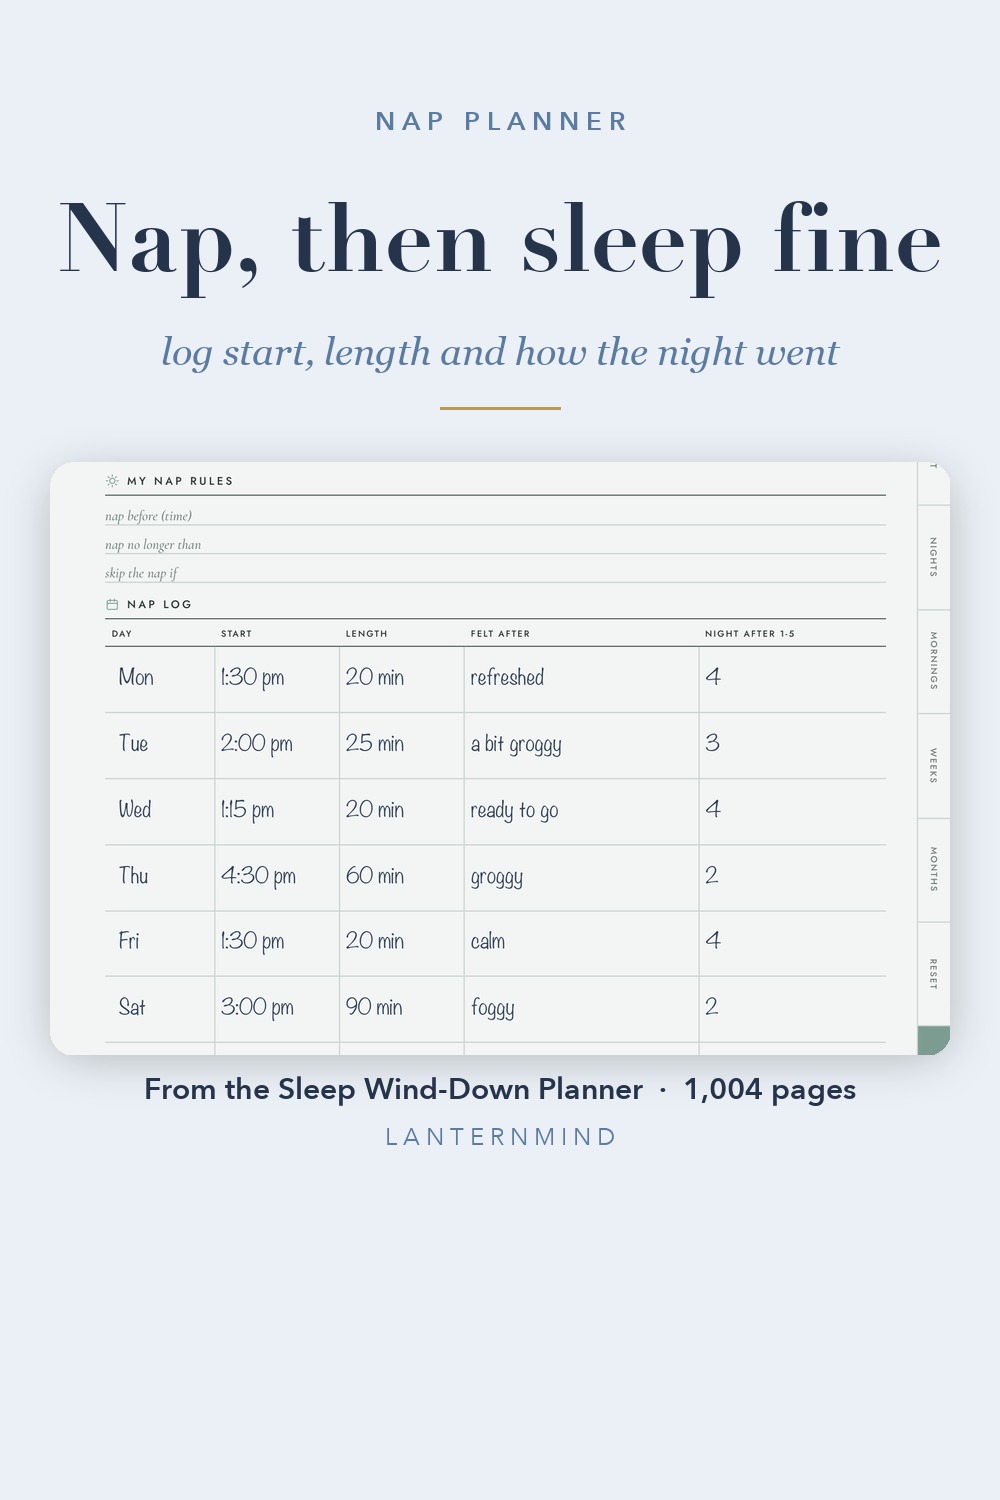 NAP PLANNER
Nap, then sleep fine
log start, length and how the night went
MY NAP RULES
nap before (time)
nap no longer than
skip the nap if
NAP LOG
DAY START LENGTH FELT AFTER NIGHT AFTER 1-5
Mon 1:30 pm 20 min refreshed 4
Tue 2:00 pm 25 min a bit groggy 3
Wed 1:15 pm 20 min ready to go 4
Thu 4:30 pm 60 min groggy 2
Fri 1:30 pm 20 min calm 4
Sat 3:00 pm 90 min foggy 2
NIGHTS
MORNINGS
WEEKS
MONTHS
RESET
From the Sleep Wind-Down Planner · 1,004 pages
LANTERNMIND